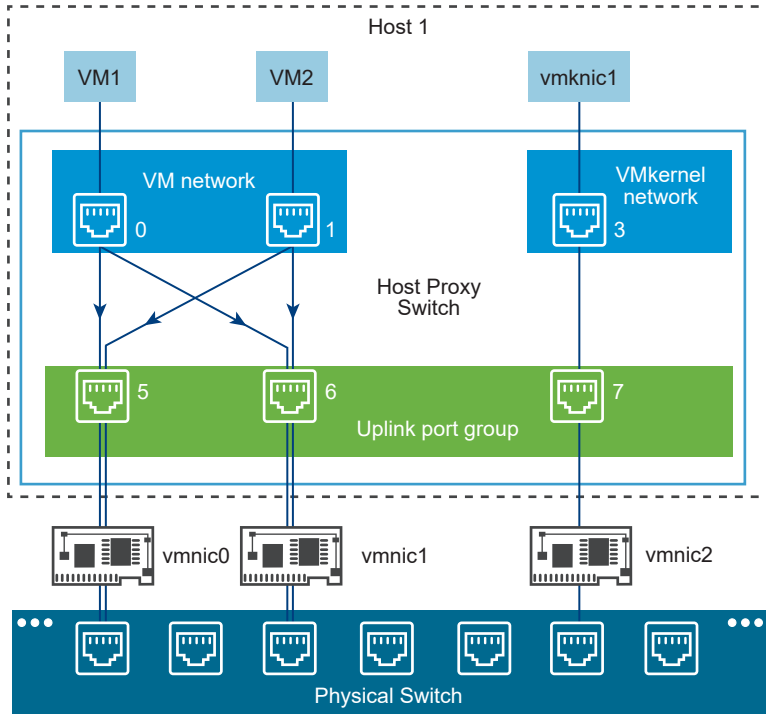 Host 1
VM1
VM2
vmknic1
VM network
VMkernel
network
0
1
3
Host Proxy
Switch
5
6
7
Uplink port group
vmnic0
vmnic1
vmnic2
Physical Switch